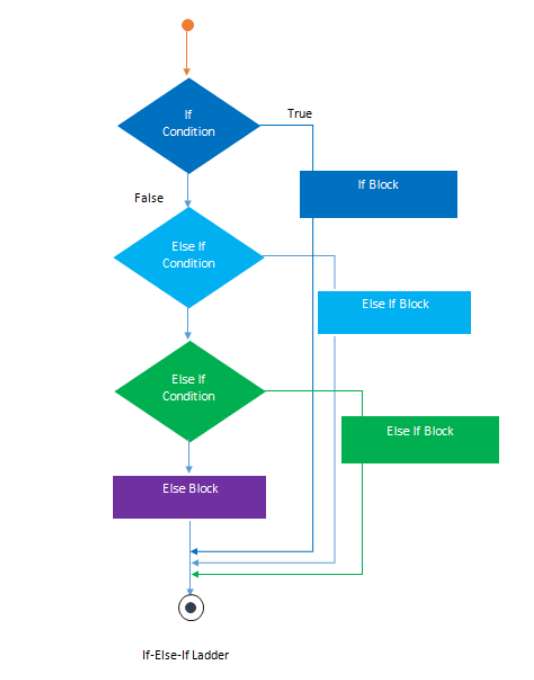 If
Condition
True
If Block
False
Else If
Condition
Else If Block
Else If
Condition
Else If Block
Else Block
If-Else-If Ladder